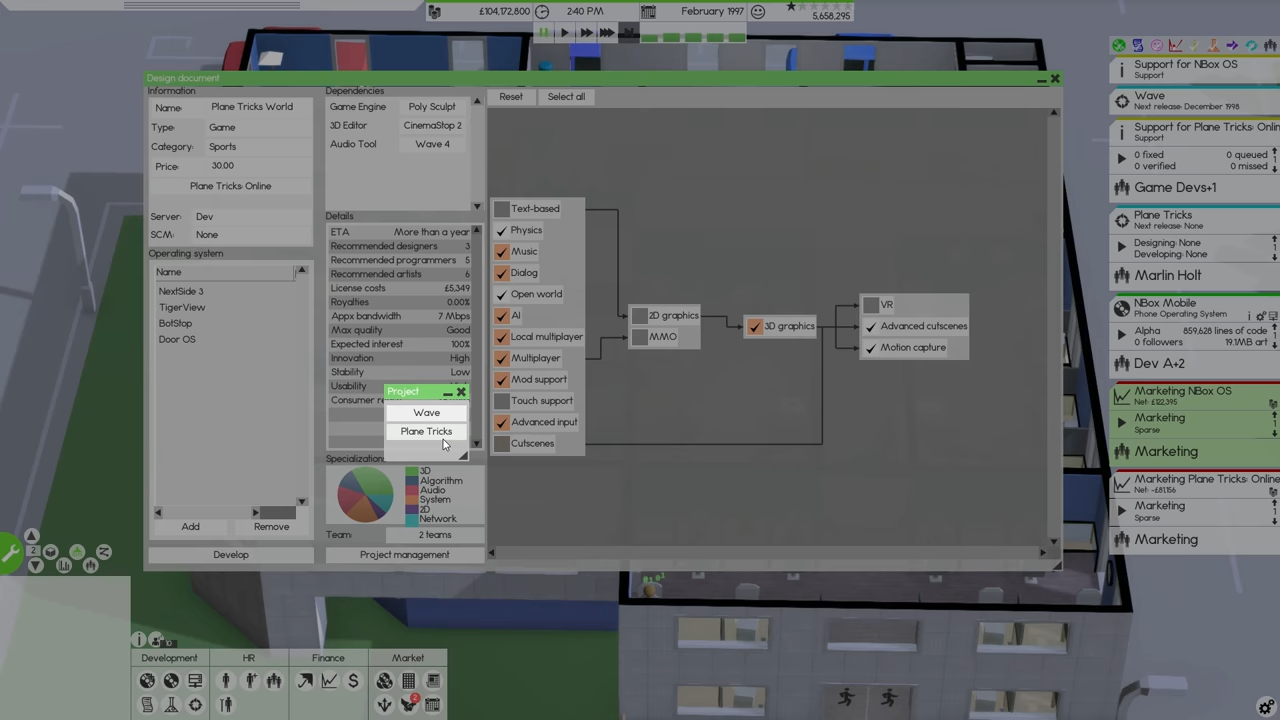 £104,172,800
2:40 PM
February 1997
5,658,295
Design document
Information
Name: Plane Tricks World
Type: Game
Category: Sports
Price: 30.00
Plane Tricks: Online
Server: Dev
SCM: None
Operating system
Name
NextSide 3
TigerView
BotStop
Door OS
Add
Remove
Develop
Dependencies
Game Engine Poly Sculpt
3D Editor CinemaStop 2
Audio Tool Wave 4
Details
ETA More than a year
Recommended designers 3
Recommended programmers 5
Recommended artists 6
License costs £5,349
Royalties 0.00%
Appx bandwidth 7 Mbps
Max quality Good
Expected interest 100%
Innovation High
Stability Low
Usability
Consumer re
Project
Wave
Plane Tricks
Specialization
3D
Algorithm
Audio
System
2D
Network
Team: 2 teams
Project management
Reset
Select all
Text-based
Physics
Music
Dialog
Open world
AI
Local multiplayer
Multiplayer
Mod support
Touch support
Advanced input
Cutscenes
2D graphics
MMO
3D graphics
VR
Advanced cutscenes
Motion capture
Support for NBox OS
Support
Wave
Next release: December 1998
Support for Plane Tricks: Onlin
Support
0 fixed 0 queued
0 verified 0 missed
Game Devs+1
Plane Tricks
Next release: None
Designing: None
Developing: None
Marlin Holt
NBox Mobile
Phone Operating System
Alpha 859,628 lines of code
0 followers 19.1MiB art
Dev A+2
Marketing NBox OS
Net: £122,395
Marketing
Sparse
Marketing
Marketing Plane Tricks: Online
Net: -£81,156
Marketing
Sparse
Marketing
2
Development
HR
Finance
Market
2